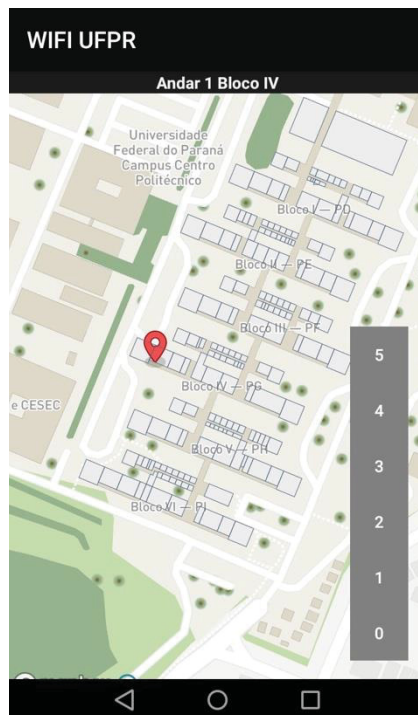 WIFI UFPR
Andar 1 Bloco IV
Universidade
Federal do Paraná
Campus Centro
Politécnico
Bloco I — PD
Bloco II — PE
Bloco III — PF
5
Bloco IV — PG
e CESEC
4
Bloco V — PH
3
Bloco VI — PI
2
1
0